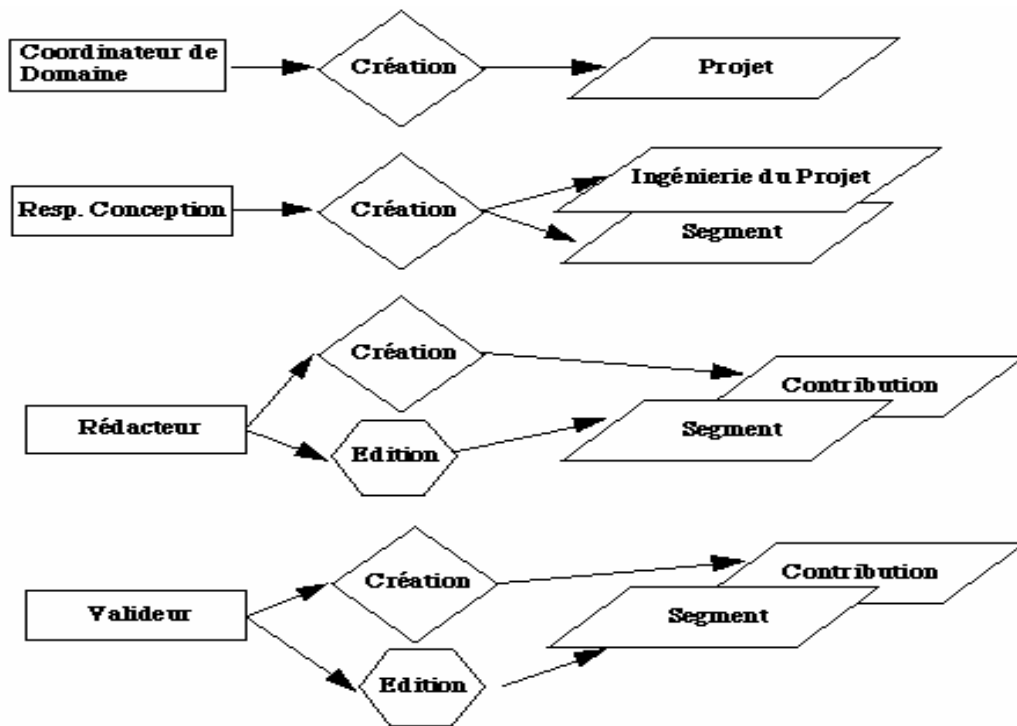 Coordinateur de
Domaine
Création
Projet
Resp. Conception
Création
Ingénierie du Projet
Segment
Rédacteur
Création
Edition
Contribution
Segment
Valideur
Création
Edition
Contribution
Segment